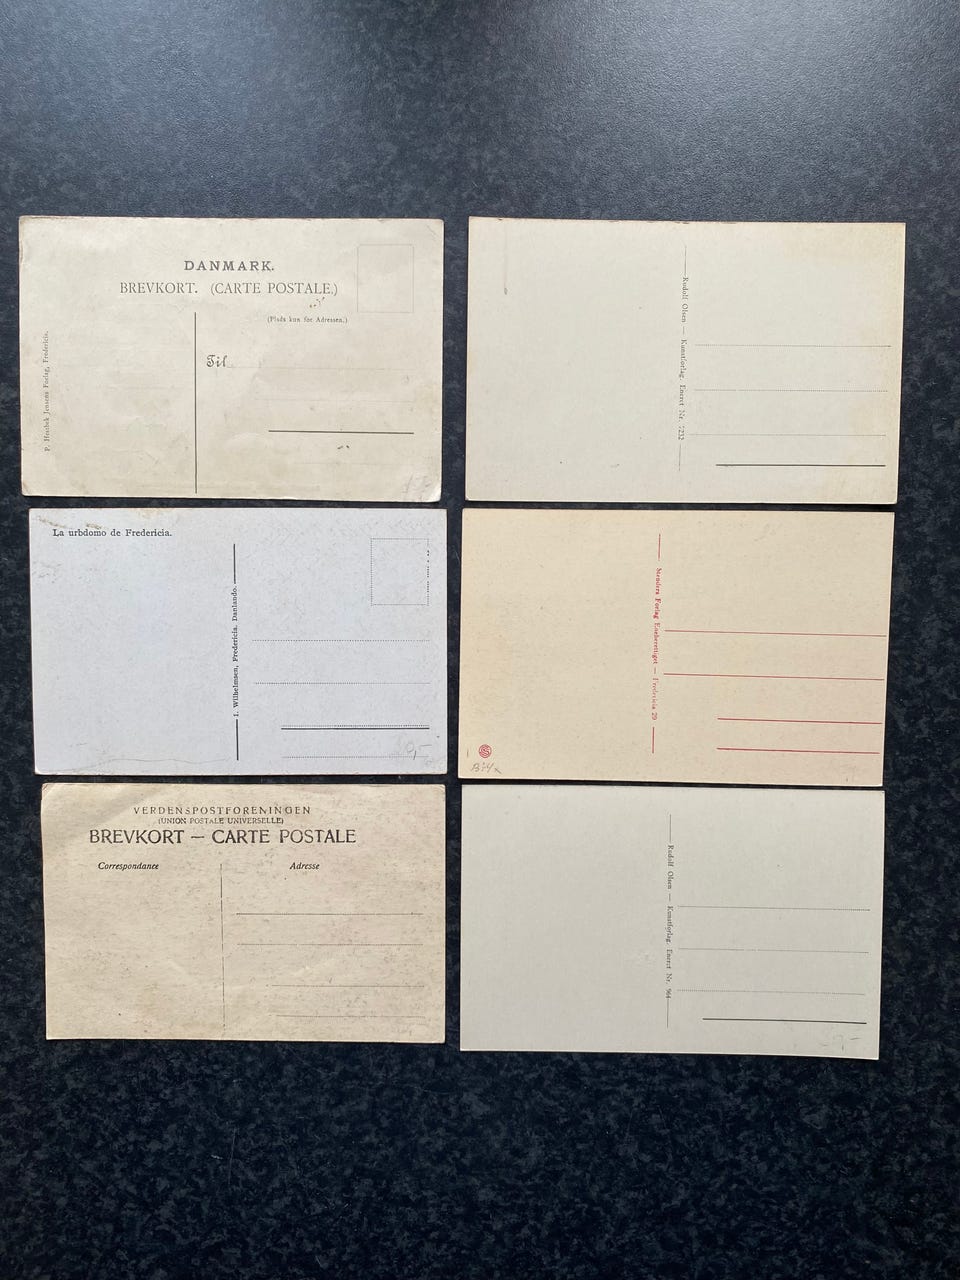 DANMARK.
BREVKORT. (CARTE POSTALE.)
(Plads kun for Adressen.)
Til
P. Hestbek Jensens Forlag, Fredericia.
Rudolf Olsen — Kunstforlag Eneret Nr. 7232
La urbdomo de Fredericia.
J. Wilhelmsen, Fredericia, Danlando.
Stenders Forlag Eneberettiget — Fredericia 29
VERDENSPOSTFORENINGEN
(UNION POSTALE UNIVERSELLE)
BREVKORT — CARTE POSTALE
Correspondance
Adresse
Rudolf Olsen — Kunstforlag. Eneret Nr. 964